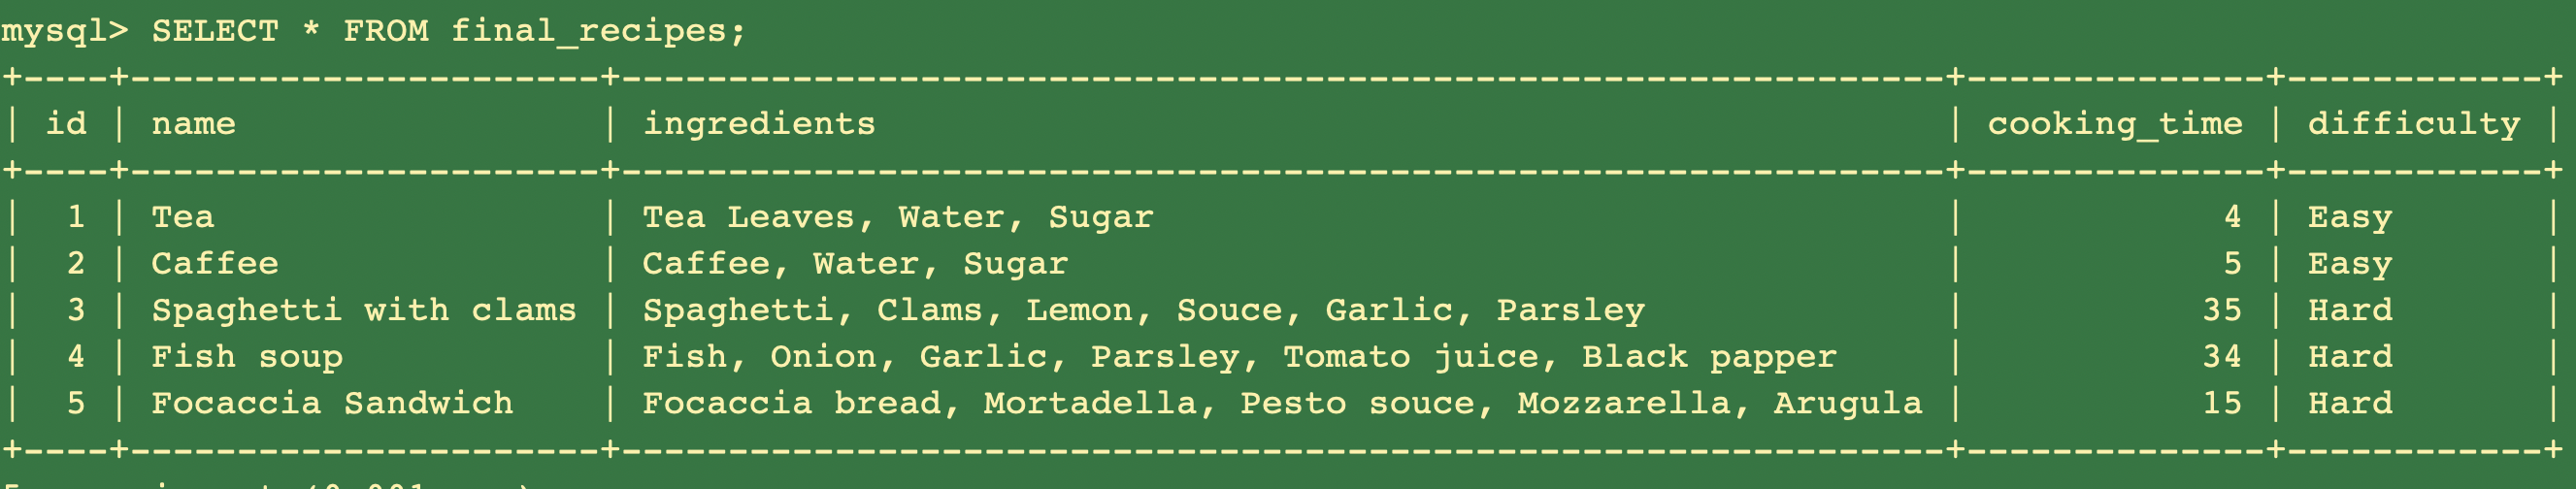 mysql> SELECT * FROM final_recipes;
+----+----------------------+--------------------------------------------------------------+--------------+------------+
| id | name                 | ingredients                                                  | cooking_time | difficulty |
+----+----------------------+--------------------------------------------------------------+--------------+------------+
|  1 | Tea                  | Tea Leaves, Water, Sugar                                     |            4 | Easy       |
|  2 | Caffee               | Caffee, Water, Sugar                                         |            5 | Easy       |
|  3 | Spaghetti with clams | Spaghetti, Clams, Lemon, Souce, Garlic, Parsley              |           35 | Hard       |
|  4 | Fish soup            | Fish, Onion, Garlic, Parsley, Tomato juice, Black papper     |           34 | Hard       |
|  5 | Focaccia Sandwich    | Focaccia bread, Mortadella, Pesto souce, Mozzarella, Arugula |           15 | Hard       |
+----+----------------------+--------------------------------------------------------------+--------------+------------+